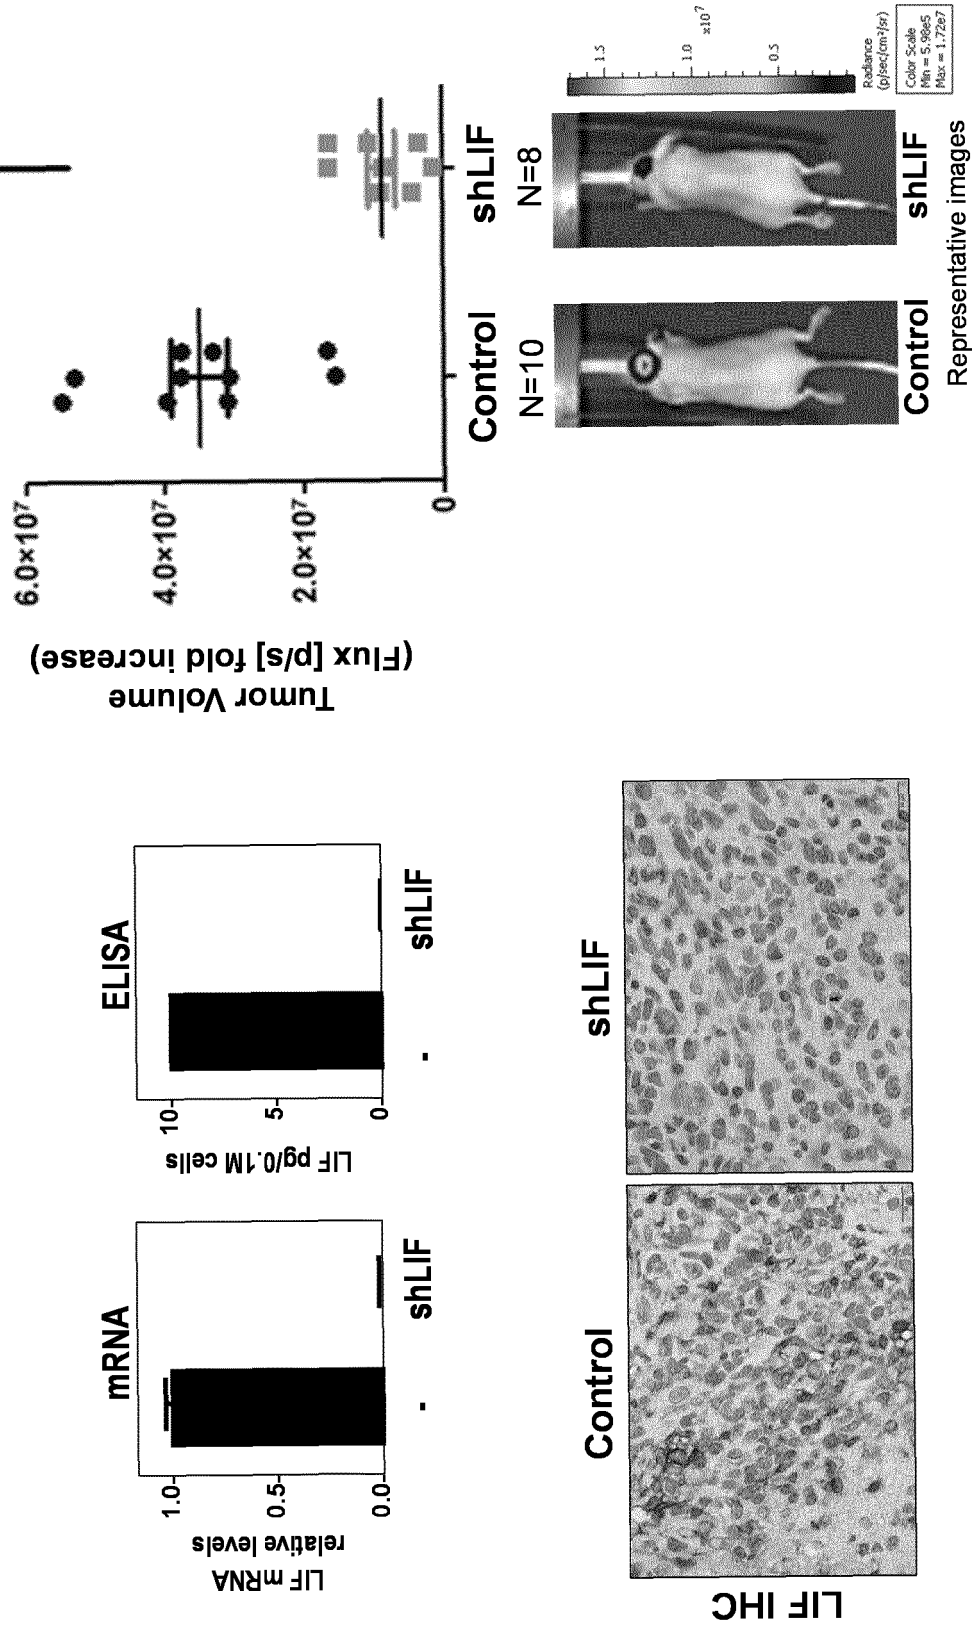 mRNA
LIF mRNA
relative levels
1.0
0.5
0.0
-
shLIF
ELISA
LIF pg/0.1M cells
10
5
0
-
shLIF
LIF IHC
Control
shLIF
Tumor Volume
(Flux [p/s] fold increase)
6.0×10⁷
4.0×10⁷
2.0×10⁷
0
Control
shLIF
N=10
N=8
Control
shLIF
Representative images
1.5
1.0
x10⁷
0.5
Radiance
(p/sec/cm²/sr)
Color Scale
Min = 5.98e5
Max = 1.72e7